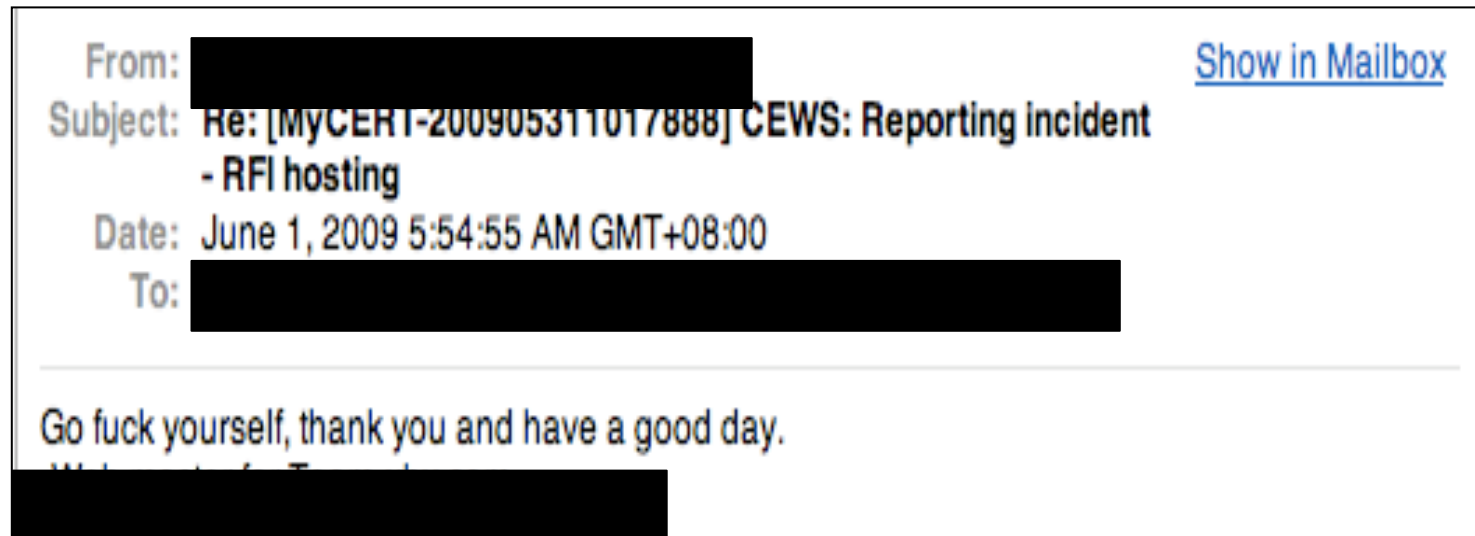 From:
Show in Mailbox
Subject: Re: [MyCERT-200905311017888] CEWS: Reporting incident
- RFI hosting
Date: June 1, 2009 5:54:55 AM GMT+08:00
To:
Go fuck yourself, thank you and have a good day.